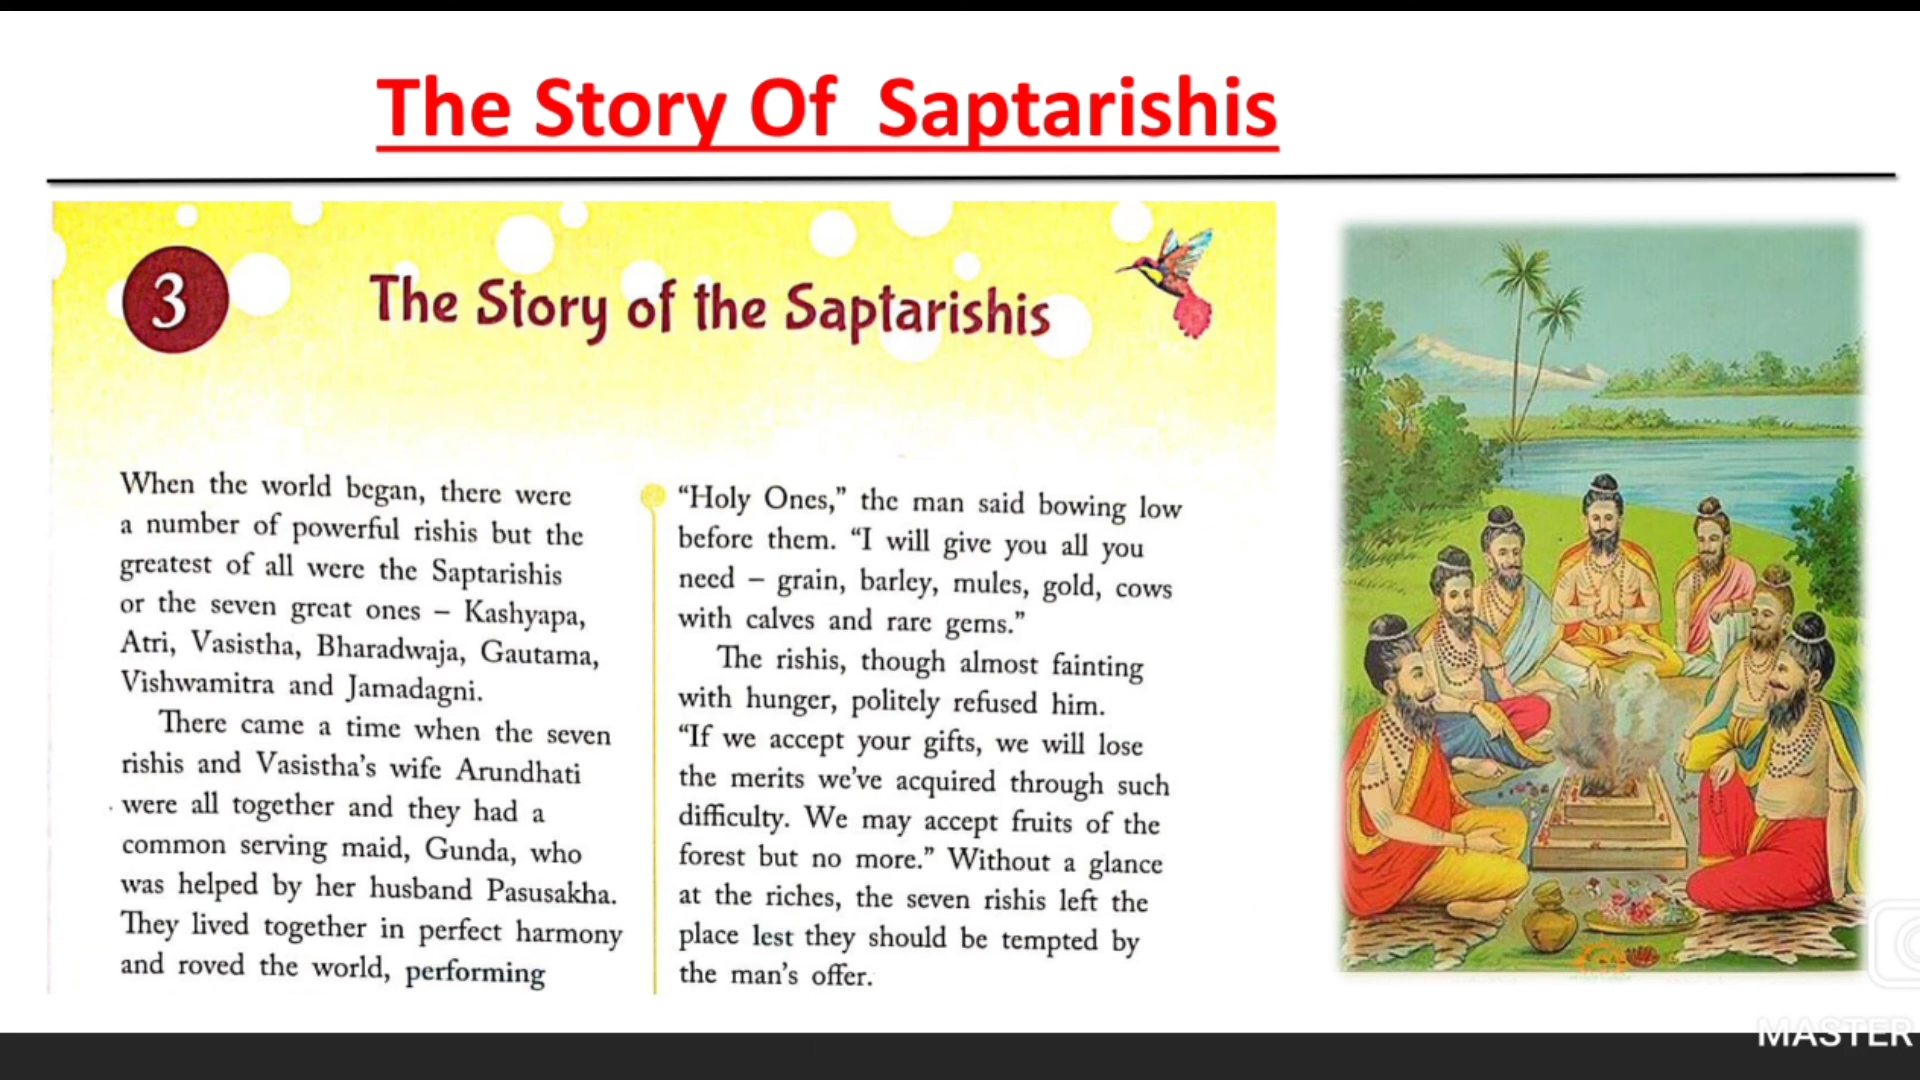 The Story Of Saptarishis
3
The Story of the Saptarishis
When the world began, there were
a number of powerful rishis but the
greatest of all were the Saptarishis
or the seven great ones – Kashyapa,
Atri, Vasistha, Bharadwaja, Gautama,
Vishwamitra and Jamadagni.
There came a time when the seven
rishis and Vasistha's wife Arundhati
were all together and they had a
common serving maid, Gunda, who
was helped by her husband Pasusakha.
They lived together in perfect harmony
and roved the world, performing
“Holy Ones,” the man said bowing low
before them. “I will give you all you
need – grain, barley, mules, gold, cows
with calves and rare gems.”
The rishis, though almost fainting
with hunger, politely refused him.
“If we accept your gifts, we will lose
the merits we've acquired through such
difficulty. We may accept fruits of the
forest but no more.” Without a glance
at the riches, the seven rishis left the
place lest they should be tempted by
the man's offer.
MASTER